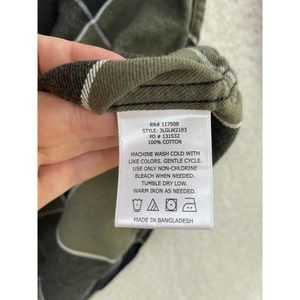 RN# 117508
STYLE: 3LGLW2183
PO # 131532
100% COTTON
MACHINE WASH COLD WITH
LIKE COLORS. GENTLE CYCLE.
USE ONLY NON-CHLORINE
BLEACH WHEN NEEDED.
TUMBLE DRY LOW.
WARM IRON AS NEEDED.
MADE IN BANGLADESH